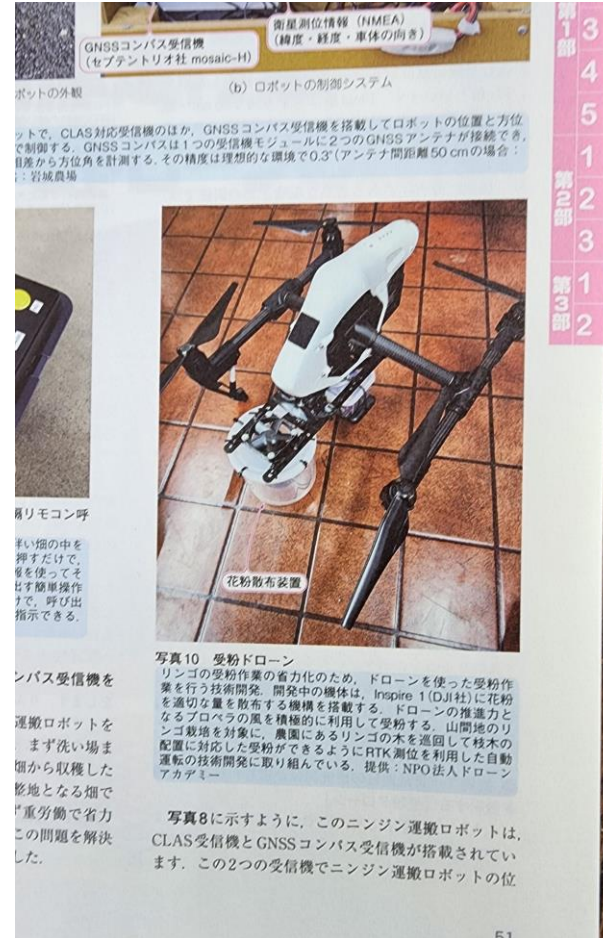 GNSSコンパス受信機
(セプテントリオ社 mosaic-H)
衛星測位情報（NMEA）
(緯度・経度・車体の向き)
ボットの外観
(b) ロボットの制御システム
ットで，CLAS対応受信機のほか，GNSSコンパス受信機を搭載してロボットの位置と方位
で制御する．GNSSコンパスは1つの受信機モジュールに2つのGNSSアンテナが接続でき，
相差から方位角を計測する．その精度は理想的な環境で0.3°(アンテナ間距離50 cmの場合：
：岩城農場
第1部
3
4
5
第2部
1
2
3
第3部
1
2
リモコン呼
い畑の中を
押すだけで，
報を使ってそ
出す簡単操作
けで，呼び出
指示できる．
花粉散布装置
写真10 受粉ドローン
リンゴの受粉作業の省力化のため，ドローンを使った受粉作
業を行う技術開発．開発中の機体は，Inspire 1(DJI社)に花粉
を適切な量を散布する機構を搭載する．ドローンの推進力と
なるプロペラの風を積極的に利用して受粉する．山間地のリ
ンゴ栽培を対象に，農園にあるリンゴの木を巡回して枝木の
配置に対応した受粉ができるようにRTK測位を利用した自動
運転の技術開発に取り組んでいる．提供：NPO法人ドローン
アカデミー
ンパス受信機を
運搬ロボットを
まず洗い場ま
畑から収穫した
整地となる畑で
重労働で省力
この問題を解決
した．
写真8に示すように，このニンジン運搬ロボットは，
CLAS受信機とGNSSコンパス受信機が搭載されてい
ます．この2つの受信機でニンジン運搬ロボットの位
51